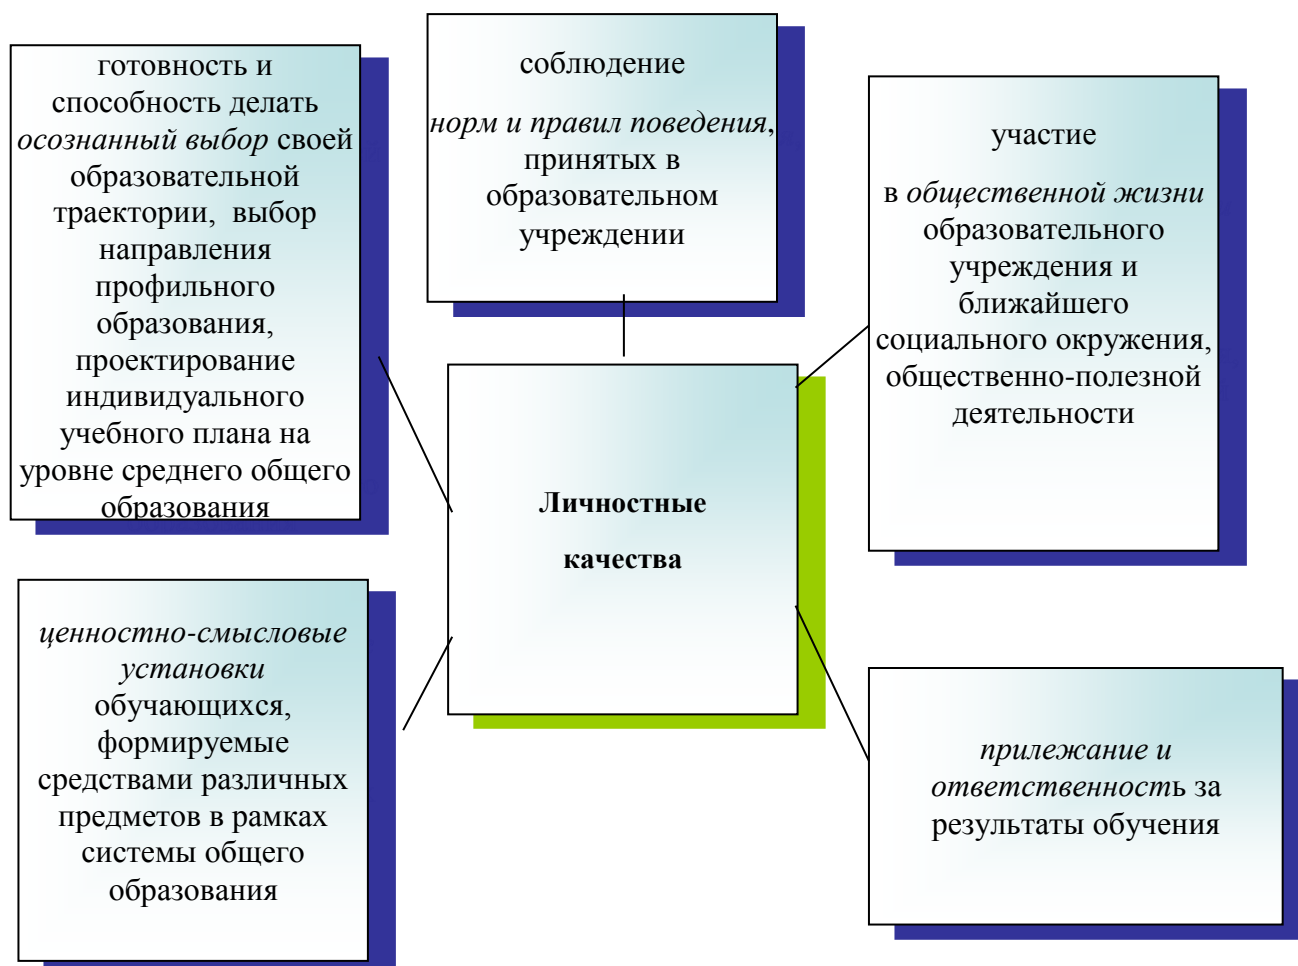 готовность и
способность делать
осознанный выбор своей
образовательной
траектории, выбор
направления
профильного
образования,
проектирование
индивидуального
учебного плана на
уровне среднего общего
образования
соблюдение
норм и правил поведения,
принятых в
образовательном
учреждении
участие
в общественной жизни
образовательного
учреждения и
ближайшего
социального окружения,
общественно-полезной
деятельности
Личностные
качества
ценностно-смысловые
установки
обучающихся,
формируемые
средствами различных
предметов в рамках
системы общего
образования
прилежание и
ответственность за
результаты обучения